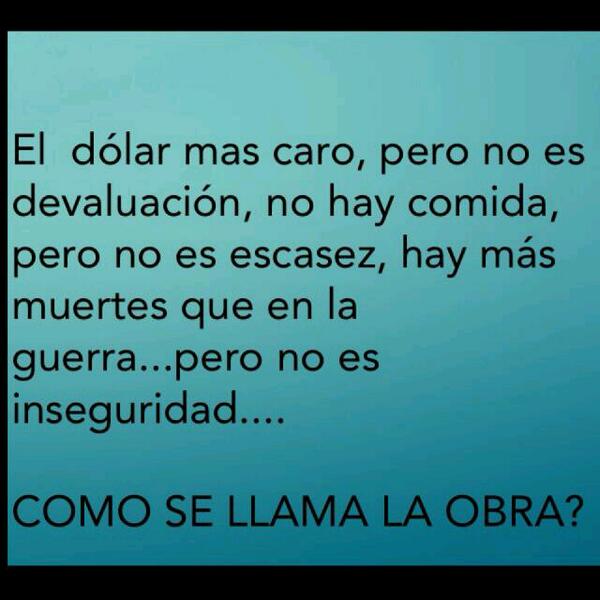 El  dólar mas caro, pero no es
devaluación, no hay comida,
pero no es escasez, hay más
muertes que en la
guerra...pero no es
inseguridad....
COMO SE LLAMA LA OBRA?